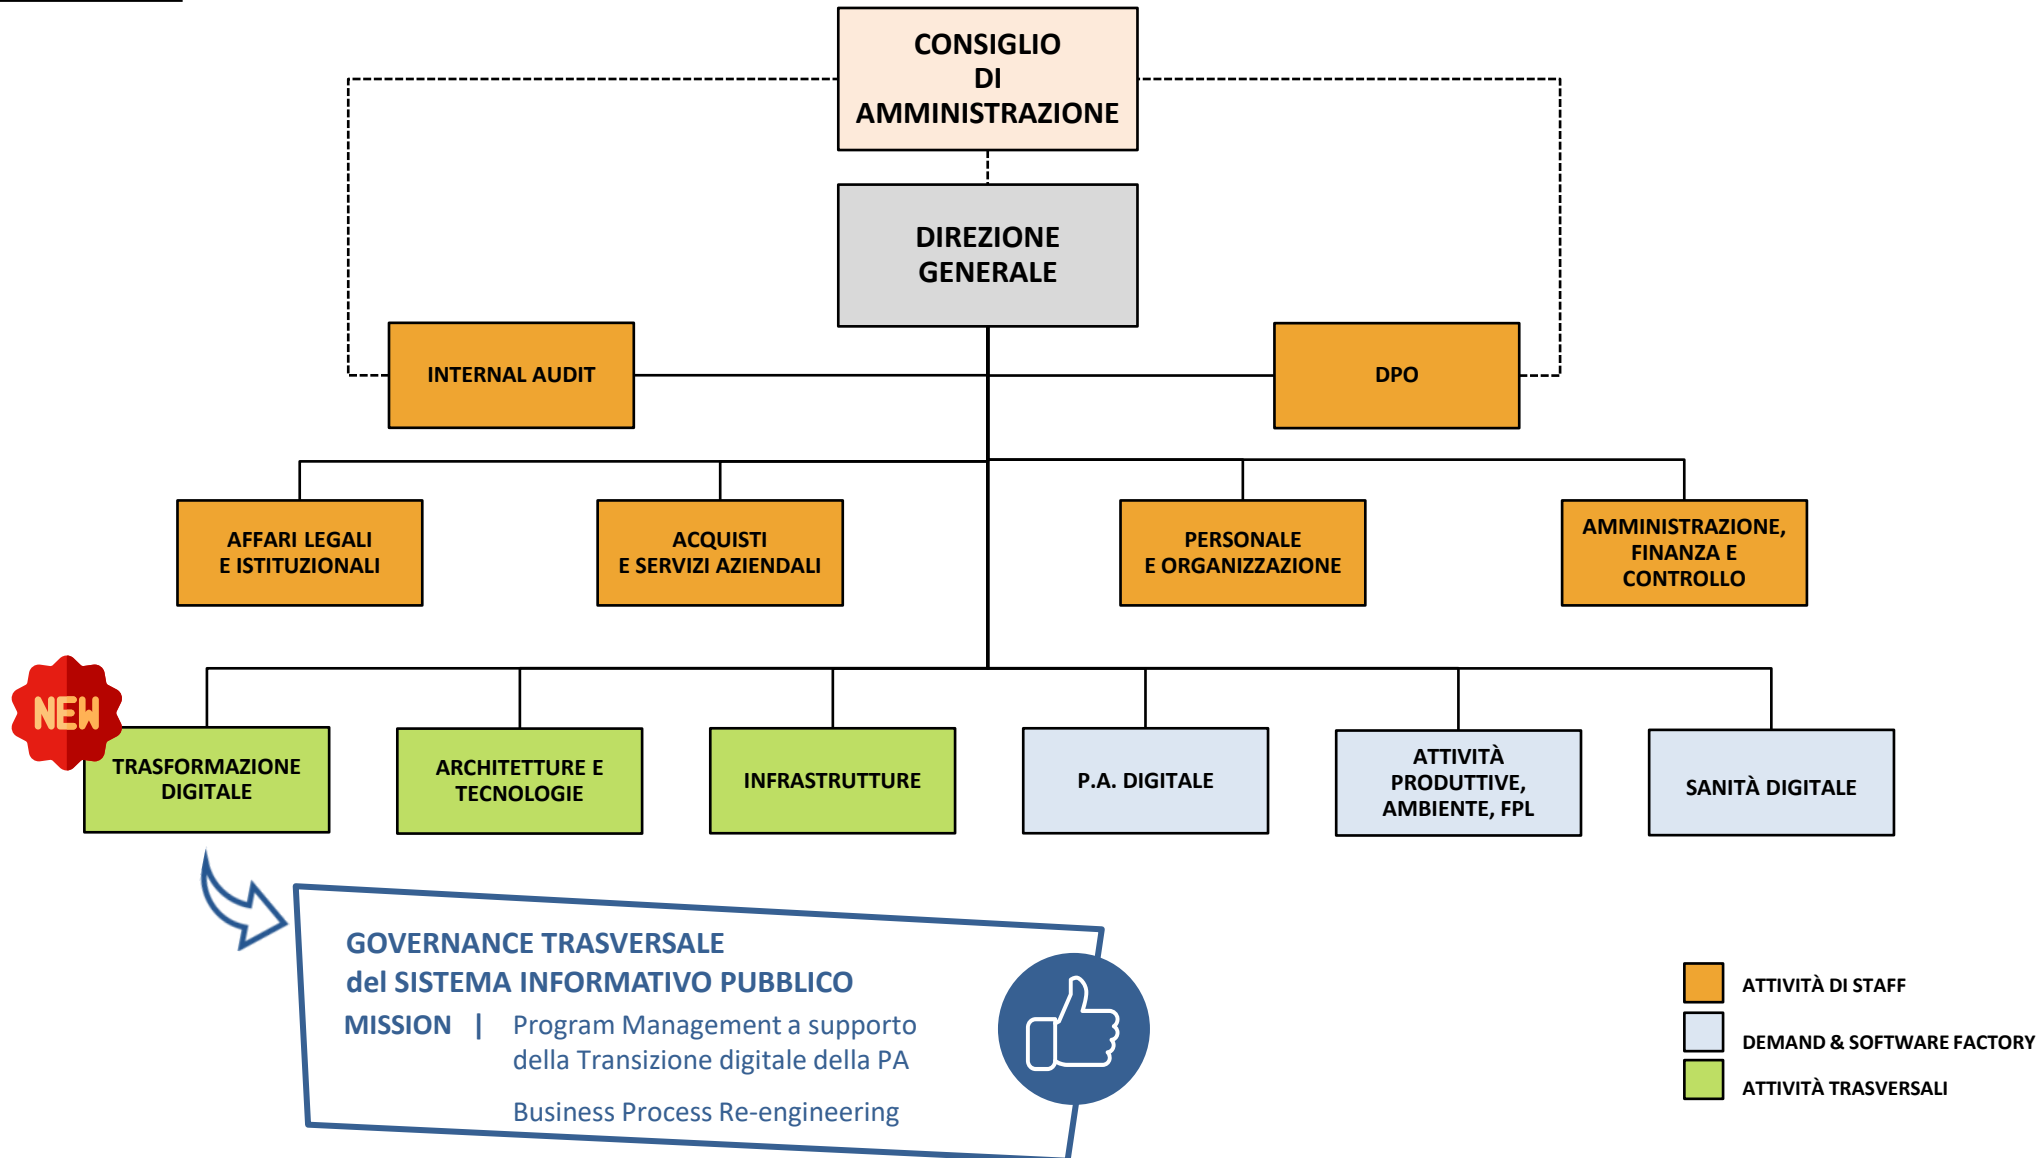 CONSIGLIO
DI
AMMINISTRAZIONE
DIREZIONE
GENERALE
INTERNAL AUDIT
DPO
AFFARI LEGALI
E ISTITUZIONALI
ACQUISTI
E SERVIZI AZIENDALI
PERSONALE
E ORGANIZZAZIONE
AMMINISTRAZIONE,
FINANZA E
CONTROLLO
NEW
TRASFORMAZIONE
DIGITALE
ARCHITETTURE E
TECNOLOGIE
INFRASTRUTTURE
P.A. DIGITALE
ATTIVITÀ
PRODUTTIVE,
AMBIENTE, FPL
SANITÀ DIGITALE
GOVERNANCE TRASVERSALE
del SISTEMA INFORMATIVO PUBBLICO
MISSION | Program Management a supporto
della Transizione digitale della PA
Business Process Re-engineering
ATTIVITÀ DI STAFF
DEMAND & SOFTWARE FACTORY
ATTIVITÀ TRASVERSALI